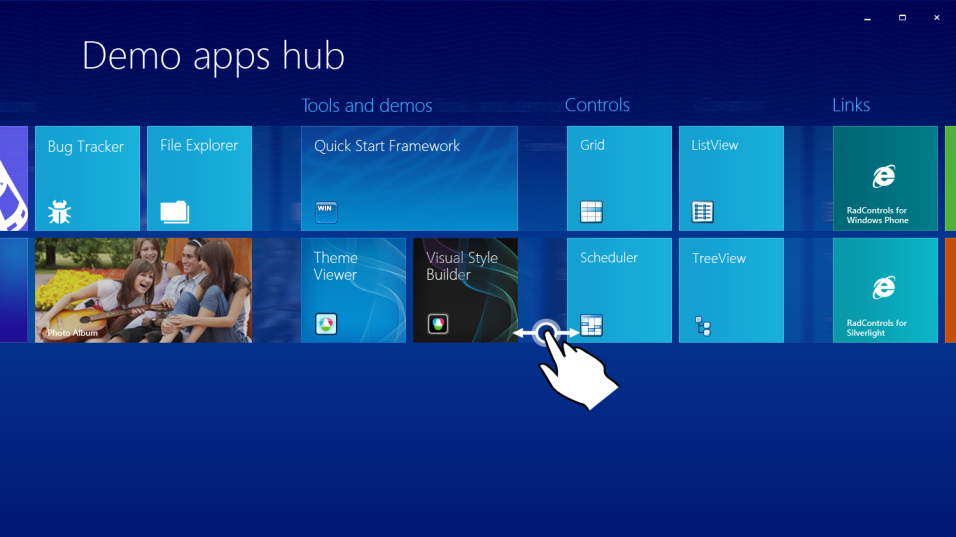 Demo apps hub
Tools and demos
Controls
Links
Bug Tracker
File Explorer
Quick Start Framework
WIN
Grid
ListView
RadControls for
Windows Phone
Photo Album
Theme
Viewer
Visual Style
Builder
Scheduler
TreeView
RadControls for
Silverlight